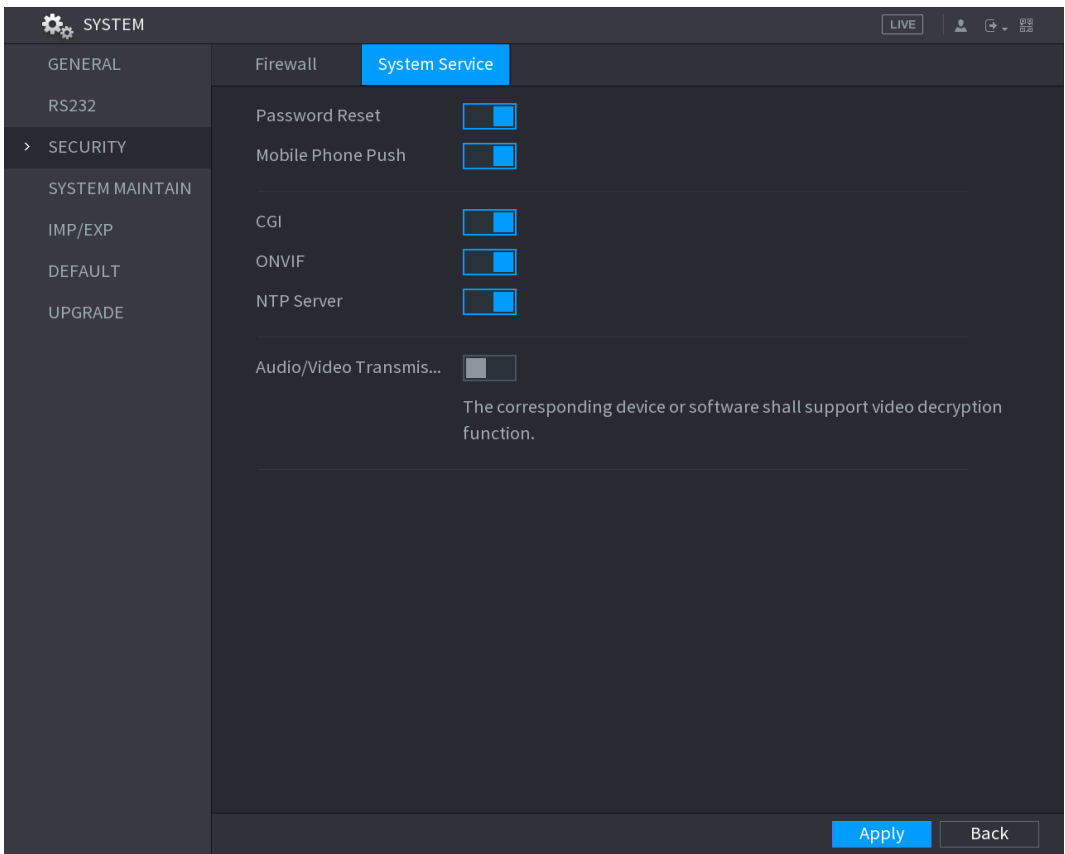 SYSTEM
LIVE
GENERAL
RS232
SECURITY
SYSTEM MAINTAIN
IMP/EXP
DEFAULT
UPGRADE
Firewall
System Service
Password Reset
Mobile Phone Push
CGI
ONVIF
NTP Server
Audio/Video Transmis...
The corresponding device or software shall support video decryption
function.
Apply
Back